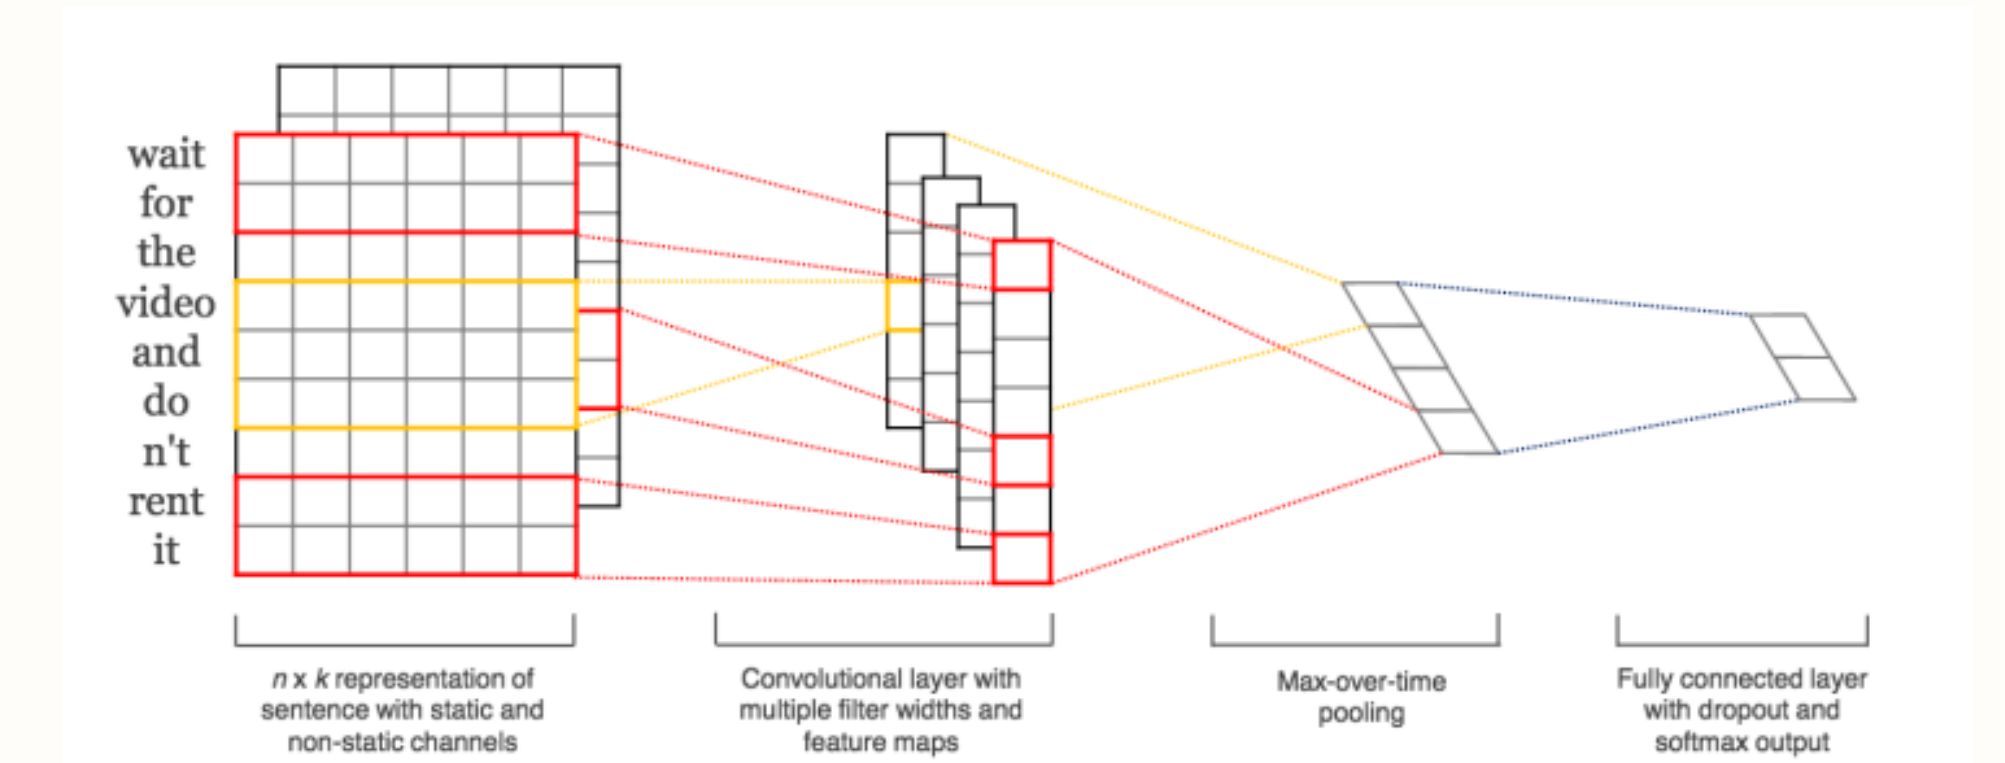 wait
for
the
video
and
do
n't
rent
it
n x k representation of
sentence with static and
non-static channels
Convolutional layer with
multiple filter widths and
feature maps
Max-over-time
pooling
Fully connected layer
with dropout and
softmax output